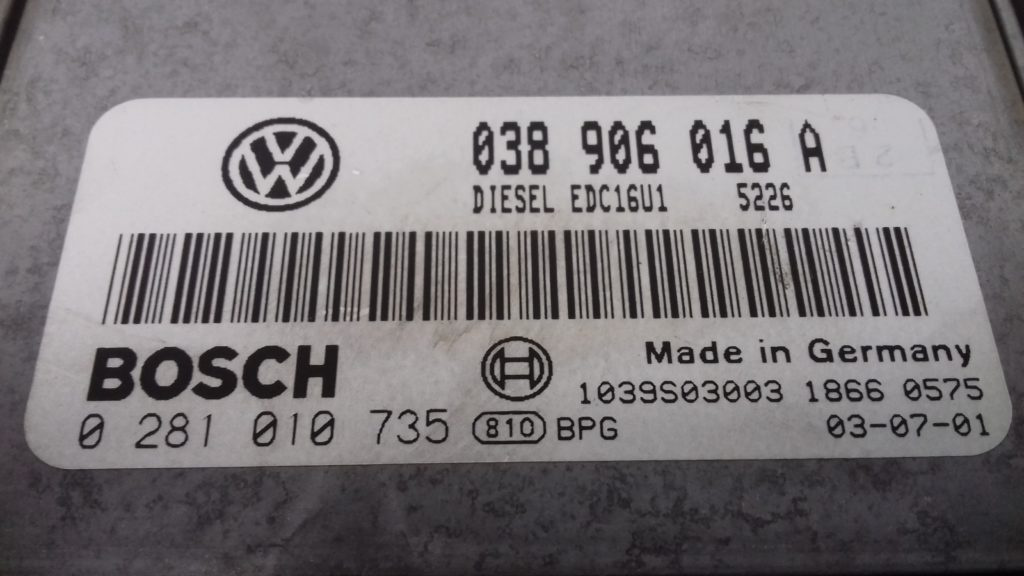 038 906 016 A
DIESEL EDC16U1 5226
BOSCH
Made in Germany
1039S03003 1866 0575
0 281 010 735 810 BPG 03-07-01